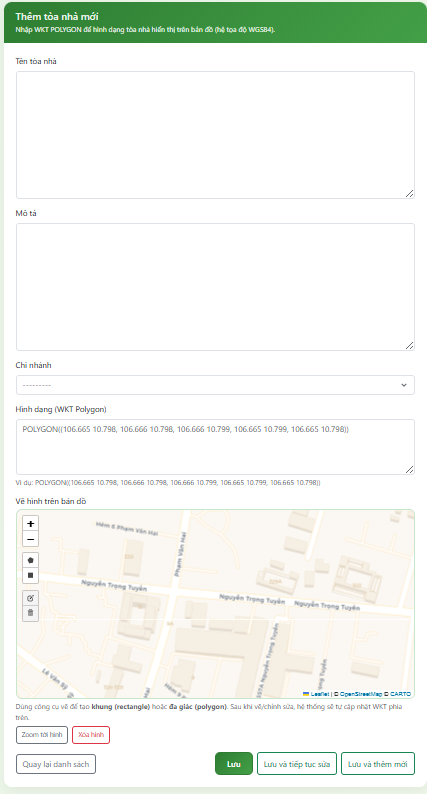 Thêm tòa nhà mới
Nhập WKT POLYGON để hình dạng tòa nhà hiển thị trên bản đồ (hệ tọa độ WGS84).
Tên tòa nhà
Mô tả
Chi nhánh
---------
Hình dạng (WKT Polygon)
POLYGON((106.665 10.798, 106.666 10.798, 106.666 10.799, 106.665 10.799, 106.665 10.798))
Ví dụ: POLYGON((106.665 10.798, 106.666 10.798, 106.666 10.799, 106.665 10.799, 106.665 10.798))
Vẽ hình trên bản đồ
+
−
Hẻm 6 Phạm Văn Hai
Phạm Văn Hai
Nguyễn Trọng Tuyển
Nguyễn Trọng Tuyển
Nguyễn Trọng Tuyển
Lê Văn Sỹ
Leaflet | © OpenStreetMap © CARTO
Dùng công cụ vẽ để tạo khung (rectangle) hoặc đa giác (polygon). Sau khi vẽ/chỉnh sửa, hệ thống sẽ tự cập nhật WKT phía
trên.
Zoom tới hình
Xóa hình
Quay lại danh sách
Lưu
Lưu và tiếp tục sửa
Lưu và thêm mới